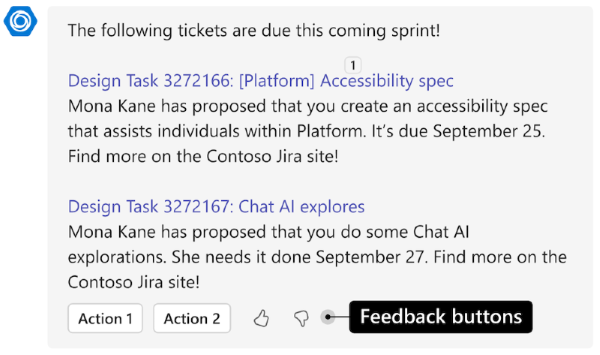 The following tickets are due this coming sprint!
1
Design Task 3272166: [Platform] Accessibility spec
Mona Kane has proposed that you create an accessibility spec
that assists individuals within Platform. It's due September 25.
Find more on the Contoso Jira site!
Design Task 3272167: Chat AI explores
Mona Kane has proposed that you do some Chat AI
explorations. She needs it done September 27. Find more on the
Contoso Jira site!
Action 1 Action 2 Feedback buttons